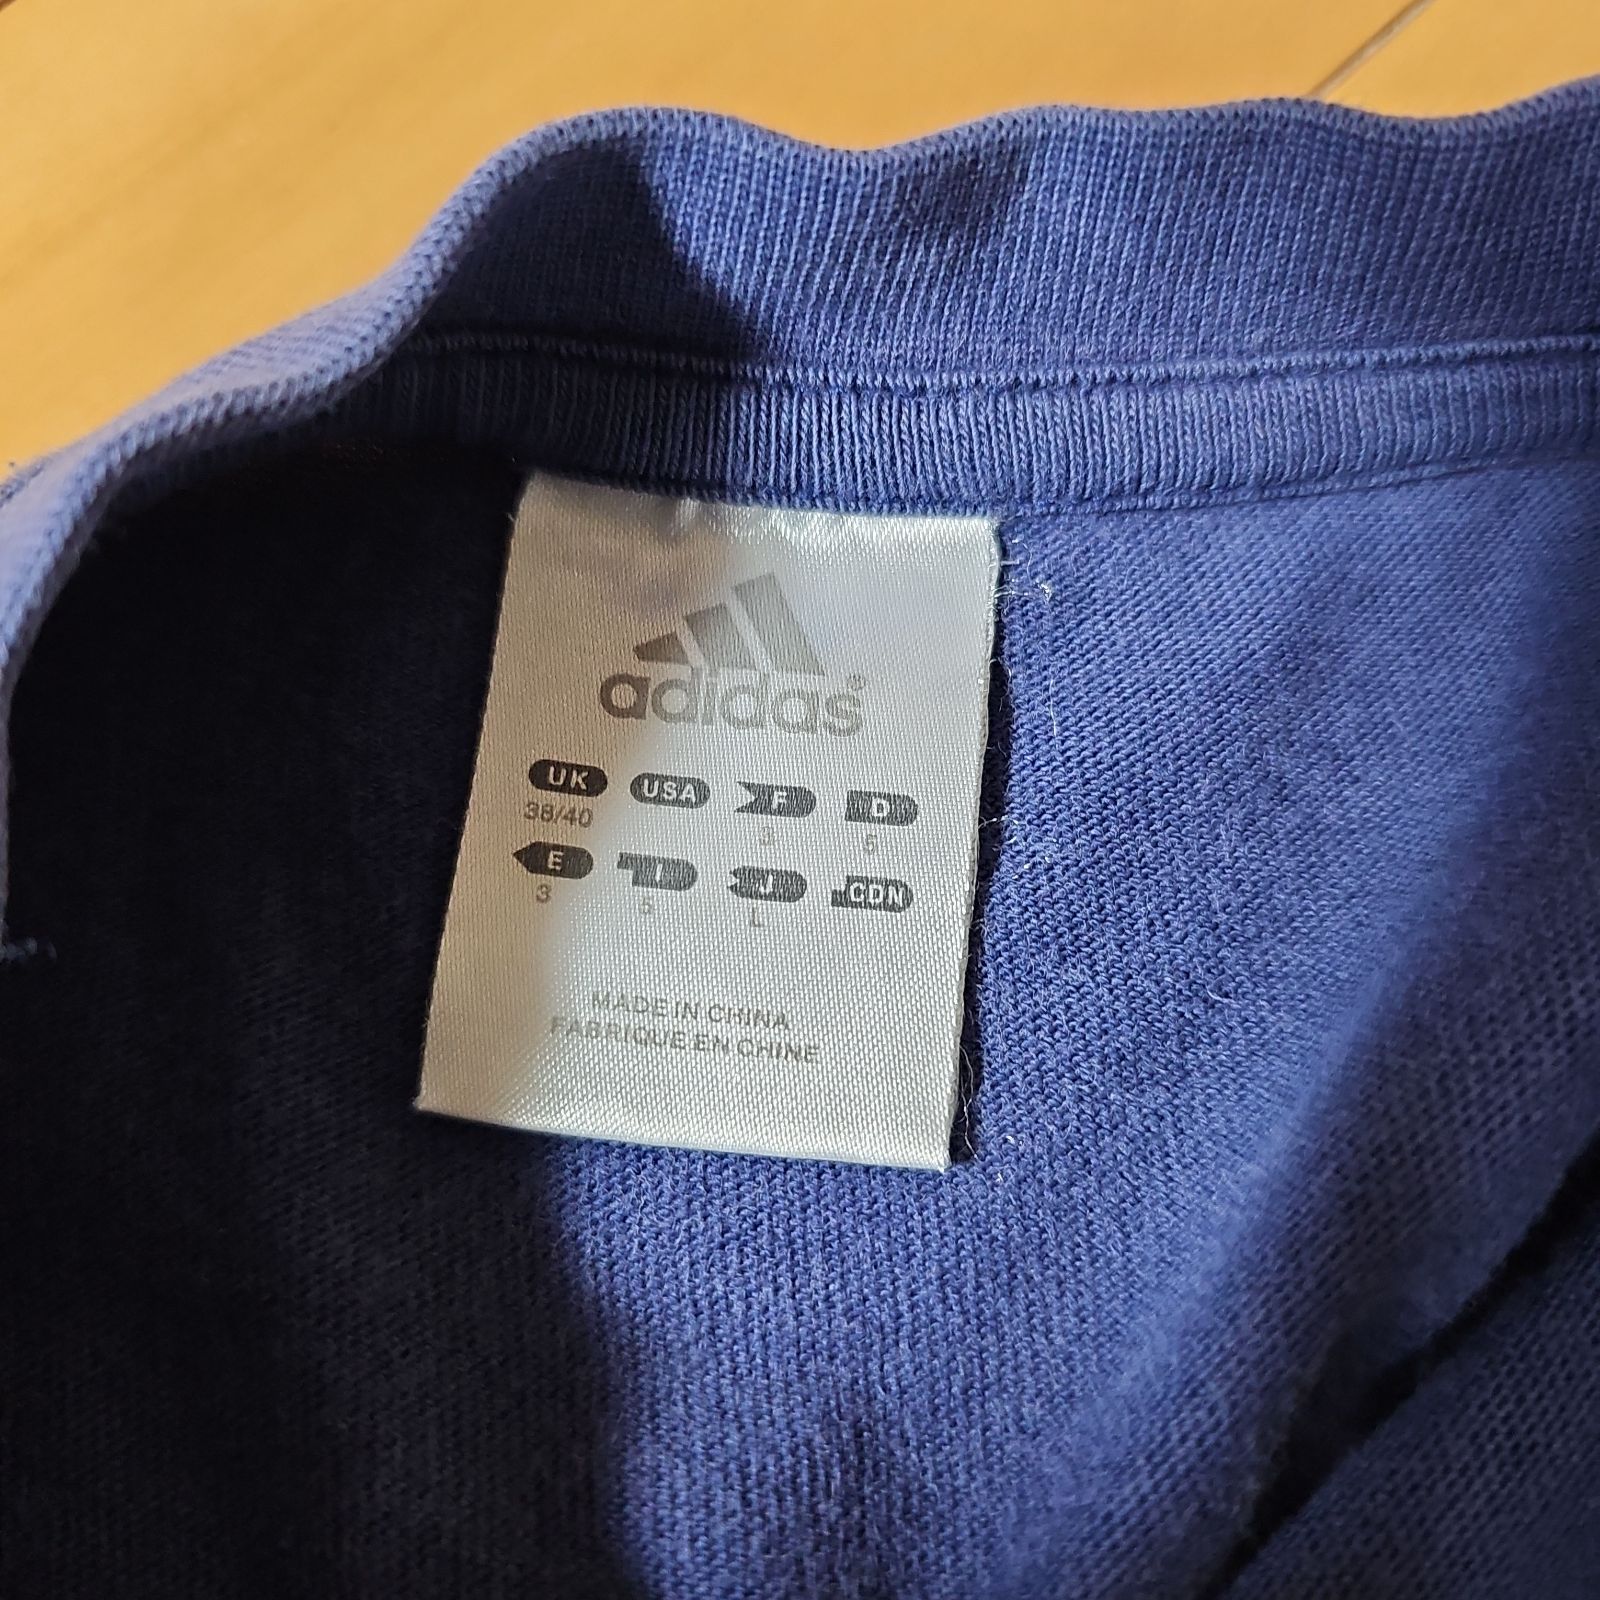 adidas®
UK USA F D
38/40 3 5
E I J CDN
3 5 L
MADE IN CHINA
FABRIQUE EN CHINE